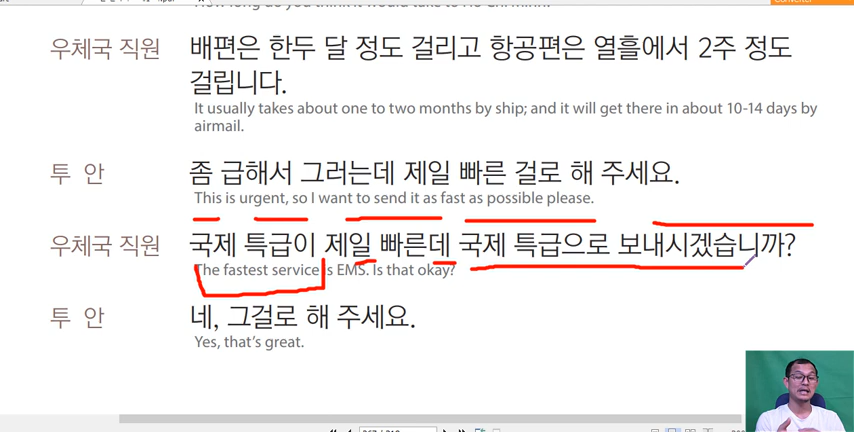 우체국 직원 배편은 한두 달 정도 걸리고 항공편은 열흘에서 2주 정도
걸립니다.
It usually takes about one to two months by ship; and it will get there in about 10-14 days by
airmail.
투 안 좀 급해서 그러는데 제일 빠른 걸로 해 주세요.
This is urgent, so I want to send it as fast as possible please.
우체국 직원 국제 특급이 제일 빠른데 국제 특급으로 보내시겠습니까?
The fastest service is EMS. Is that okay?
투 안 네, 그걸로 해 주세요.
Yes, that's great.